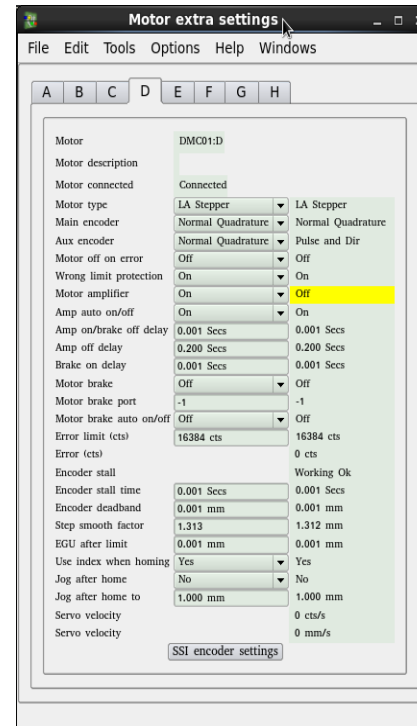 Motor extra settings
File Edit Tools Options Help Windows
A B C D E F G H
Motor DMC01:D
Motor description
Motor connected Connected
Motor type LA Stepper LA Stepper
Main encoder Normal Quadrature Normal Quadrature
Aux encoder Normal Quadrature Pulse and Dir
Motor off on error Off Off
Wrong limit protection On On
Motor amplifier On Off
Amp auto on/off On On
Amp on/brake off delay 0.001 Secs 0.001 Secs
Amp off delay 0.200 Secs 0.200 Secs
Brake on delay 0.001 Secs 0.001 Secs
Motor brake Off Off
Motor brake port -1 -1
Motor brake auto on/off Off Off
Error limit (cts) 16384 cts 16384 cts
Error (cts) 0 cts
Encoder stall Working Ok
Encoder stall time 0.001 Secs 0.001 Secs
Encoder deadband 0.001 mm 0.001 mm
Step smooth factor 1.313 1.312 mm
EGU after limit 0.001 mm 0.001 mm
Use index when homing Yes Yes
Jog after home No No
Jog after home to 1.000 mm 1.000 mm
Servo velocity 0 cts/s
Servo velocity 0 mm/s
SSI encoder settings